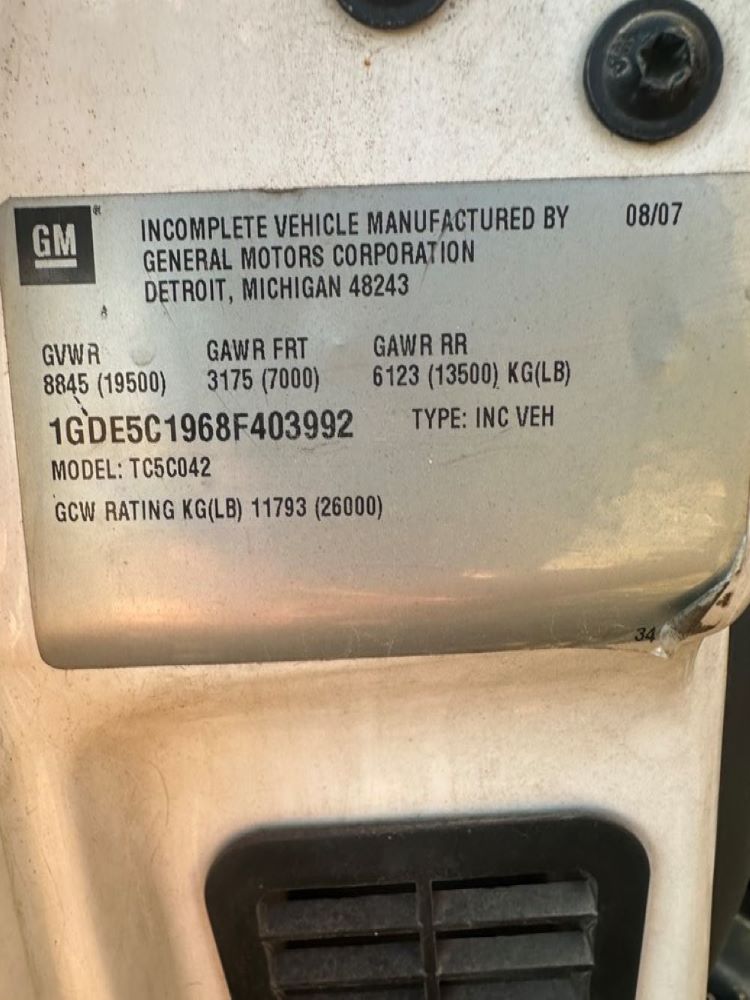 GM® INCOMPLETE VEHICLE MANUFACTURED BY 08/07
GENERAL MOTORS CORPORATION
DETROIT, MICHIGAN 48243
GVWR GAWR FRT GAWR RR
8845 (19500) 3175 (7000) 6123 (13500) KG(LB)
1GDE5C1968F403992 TYPE: INC VEH
MODEL: TC5C042
GCW RATING KG(LB) 11793 (26000)
34